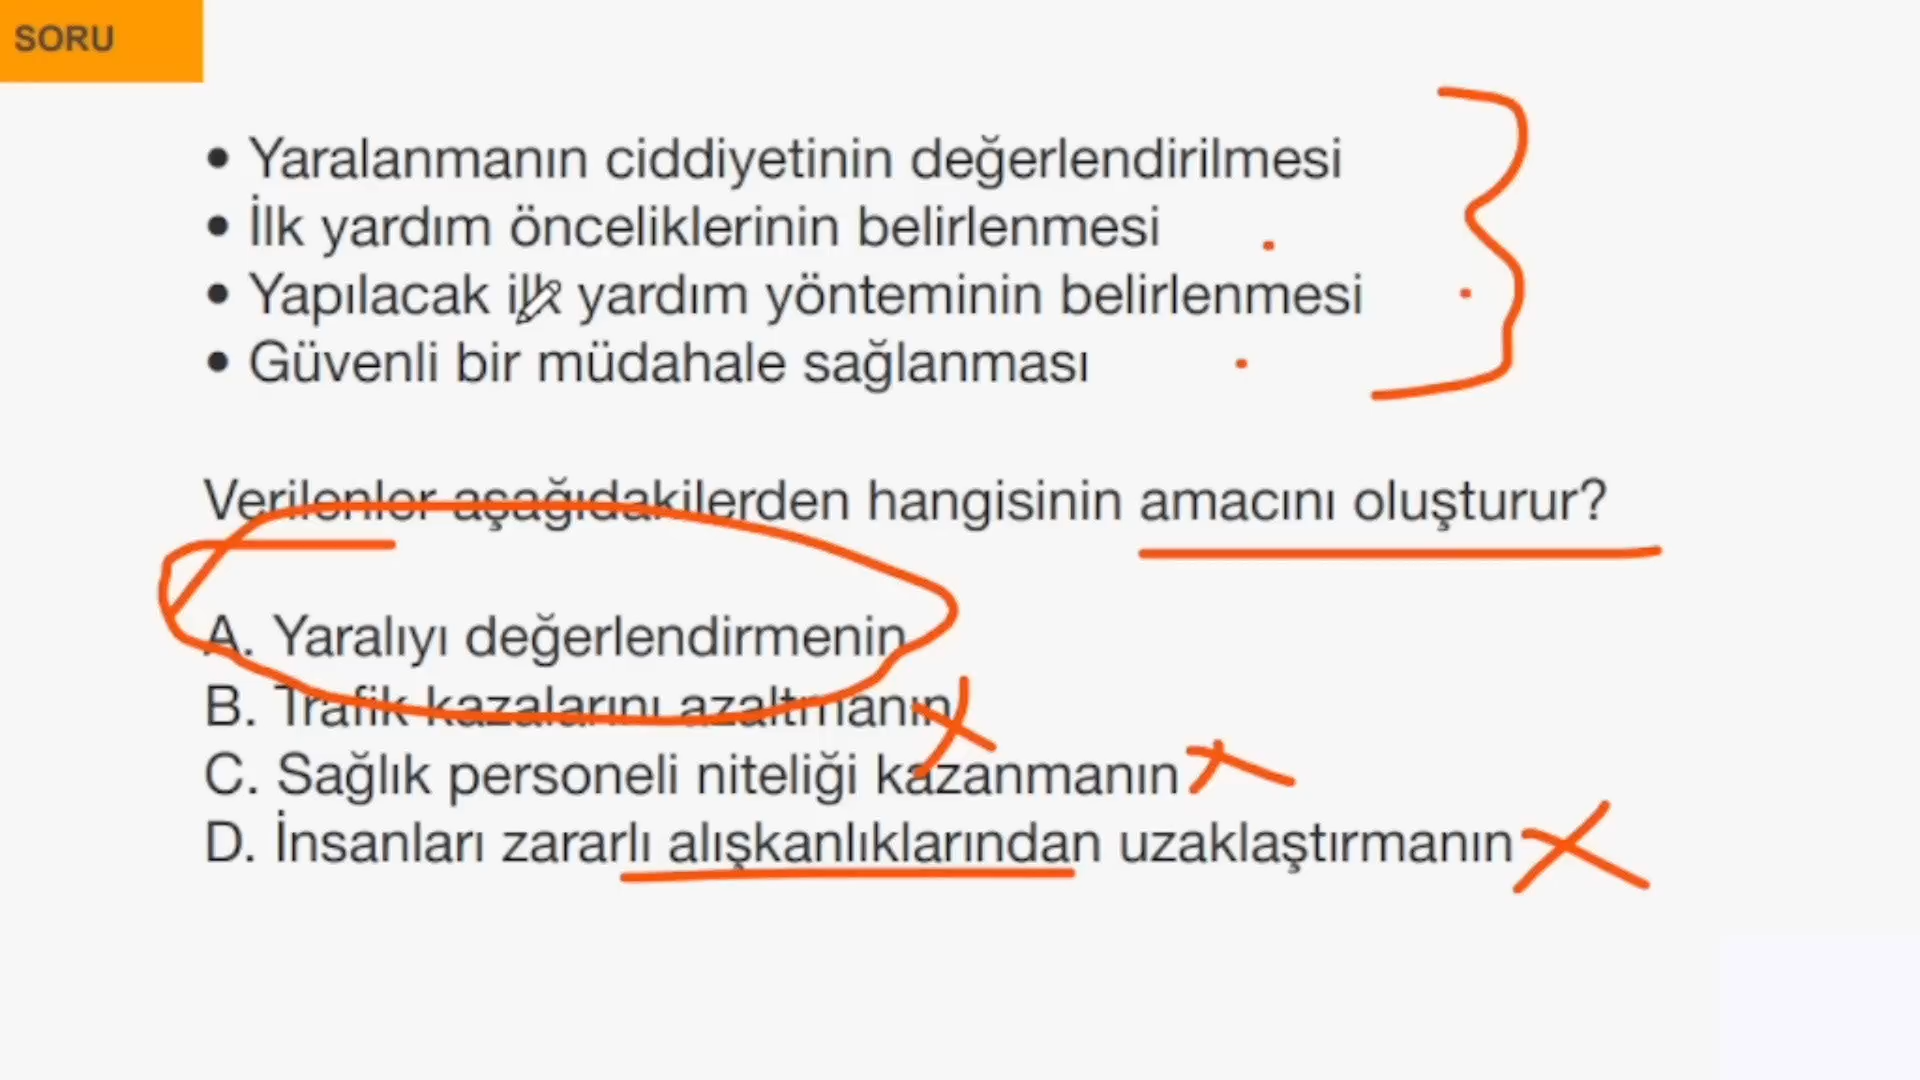 SORU
• Yaralanmanın ciddiyetinin değerlendirilmesi
• İlk yardım önceliklerinin belirlenmesi
• Yapılacak ilk yardım yönteminin belirlenmesi
• Güvenli bir müdahale sağlanması
Verilenler aşağıdakilerden hangisinin amacını oluşturur?
A. Yaralıyı değerlendirmenin
B. Trafik kazalarını azaltmanın
C. Sağlık personeli niteliği kazanmanın
D. İnsanları zararlı alışkanlıklarından uzaklaştırmanın